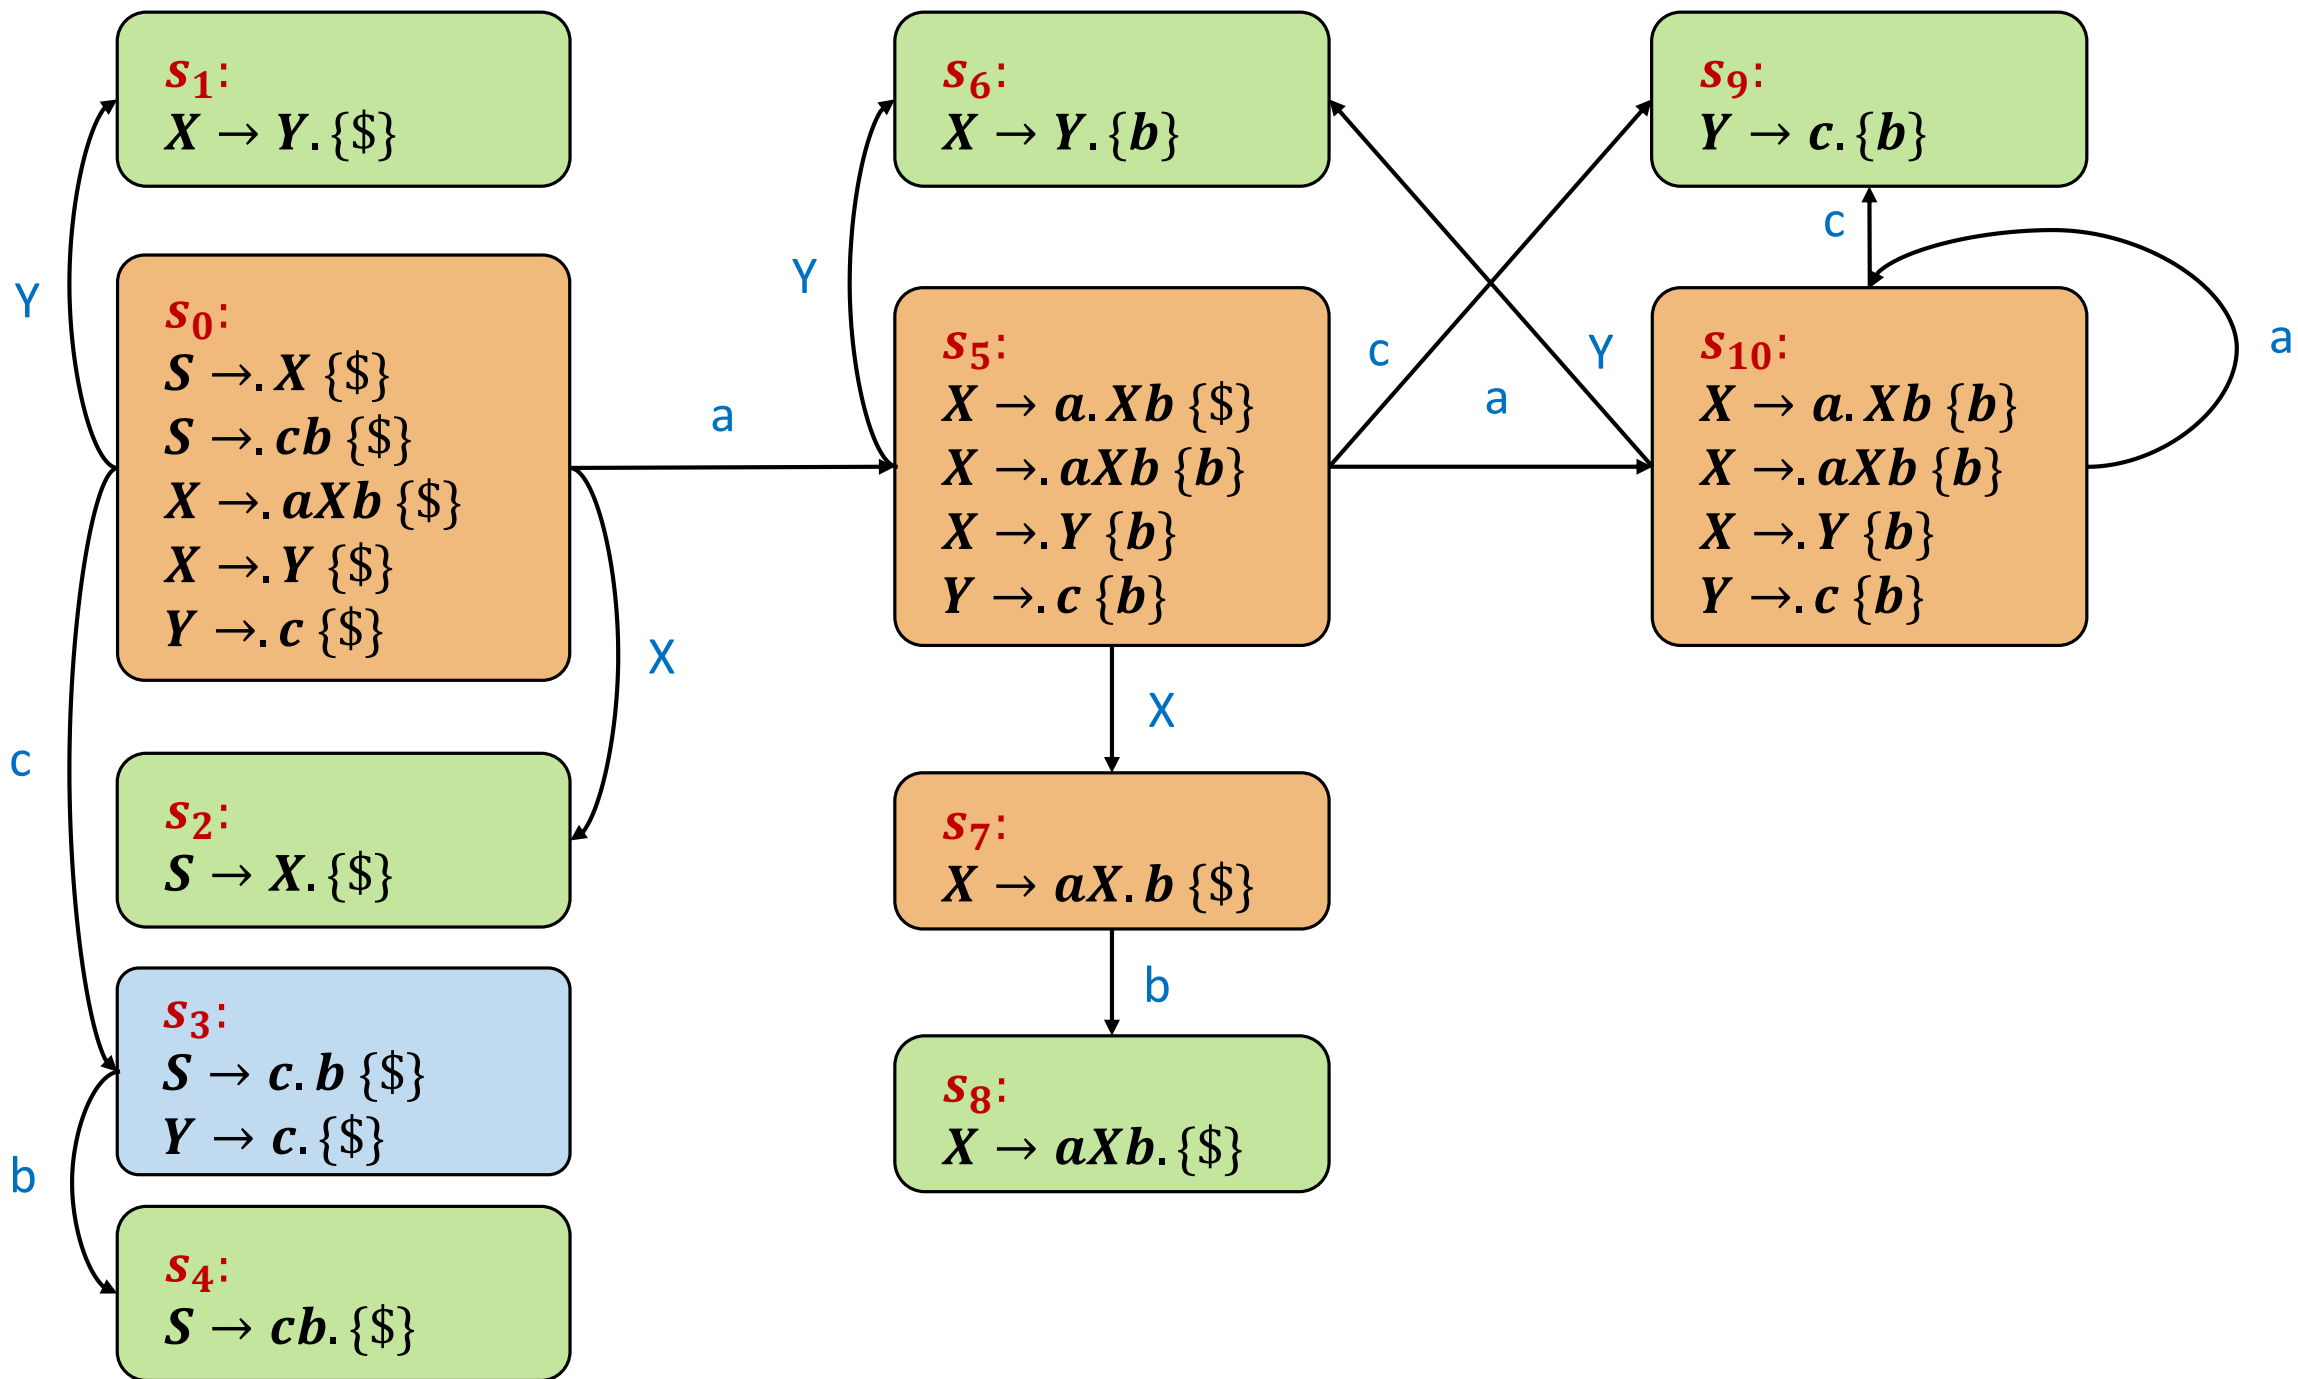 s₁:
X → Y. {$}
Y
s₀:
S →. X {$}
S →. cb {$}
X →. aXb {$}
X →. Y {$}
Y →. c {$}
a
X
c
s₂:
S → X. {$}
s₃:
S → c. b {$}
Y → c. {$}
b
s₄:
S → cb. {$}
s₆:
X → Y. {b}
Y
s₅:
X → a. Xb {$}
X →. aXb {b}
X →. Y {b}
Y →. c {b}
c
a
Y
X
s₇:
X → aX. b {$}
b
s₈:
X → aXb. {$}
s₉:
Y → c. {b}
c
a
s₁₀:
X → a. Xb {b}
X →. aXb {b}
X →. Y {b}
Y →. c {b}